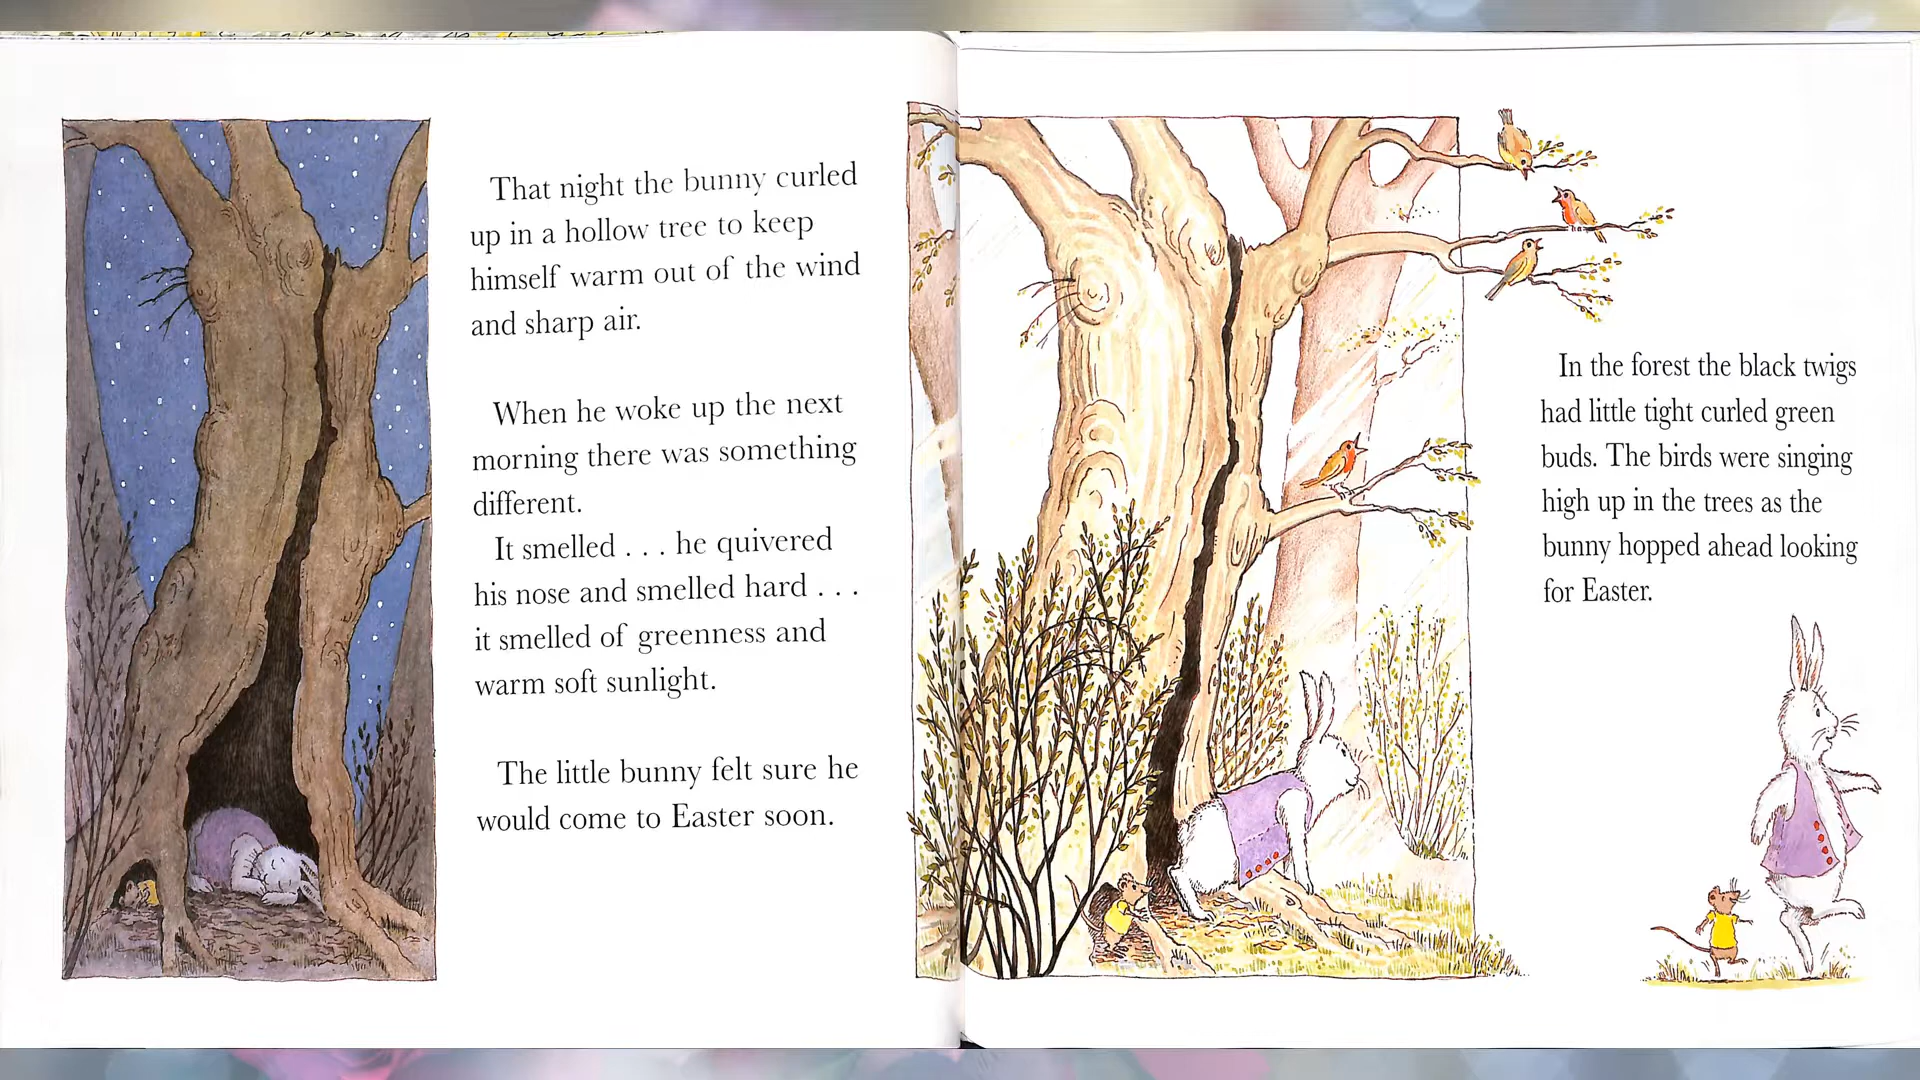 That night the bunny curled
up in a hollow tree to keep
himself warm out of the wind
and sharp air.
When he woke up the next
morning there was something
different.
It smelled . . . he quivered
his nose and smelled hard . . .
it smelled of greenness and
warm soft sunlight.
The little bunny felt sure he
would come to Easter soon.
In the forest the black twigs
had little tight curled green
buds. The birds were singing
high up in the trees as the
bunny hopped ahead looking
for Easter.